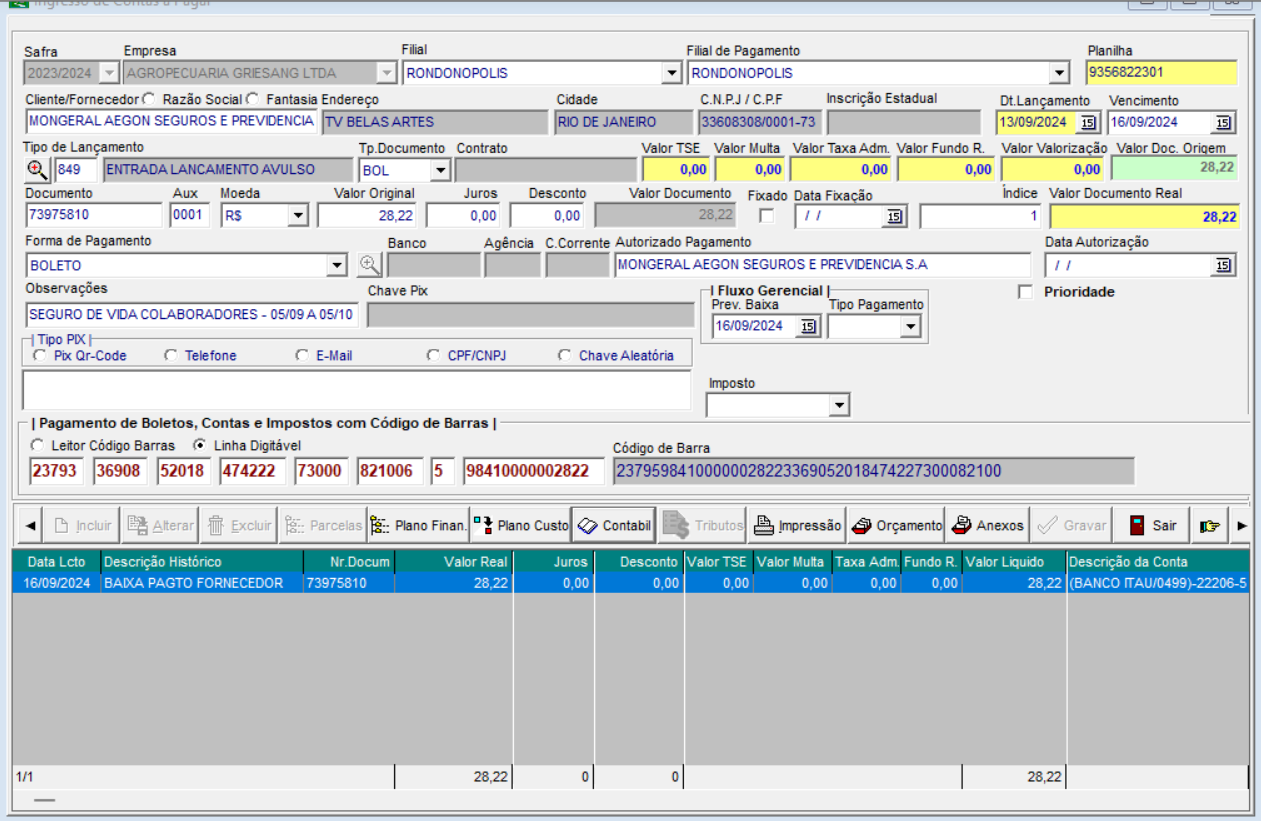 Ingresso de Contas a Pagar
Safra Empresa Filial Filial de Pagamento Planilha
2023/2024 AGROPECUARIA GRIESANG LTDA RONDONOPOLIS RONDONOPOLIS 9356822301
Cliente/Fornecedor Razão Social Fantasia Endereço Cidade C.N.P.J / C.P.F Inscrição Estadual Dt.Lançamento Vencimento
MONGERAL AEGON SEGUROS E PREVIDENCIA TV BELAS ARTES RIO DE JANEIRO 33608308/0001-73 13/09/2024 15 16/09/2024 15
Tipo de Lançamento Tp.Documento Contrato Valor TSE Valor Multa Valor Taxa Adm. Valor Fundo R. Valor Valorização Valor Doc. Origem
849 ENTRADA LANCAMENTO AVULSO BOL 0,00 0,00 0,00 0,00 0,00 28,22
Documento Aux Moeda Valor Original Juros Desconto Valor Documento Fixado Data Fixação Índice Valor Documento Real
73975810 0001 R$ 28,22 0,00 0,00 28,22 / / 15 1 28,22
Forma de Pagamento Banco Agência C.Corrente Autorizado Pagamento Data Autorização
BOLETO MONGERAL AEGON SEGUROS E PREVIDENCIA S.A / / 15
Observações Chave Pix | Fluxo Gerencial | Prioridade
Prev. Baixa Tipo Pagamento
SEGURO DE VIDA COLABORADORES - 05/09 A 05/10 16/09/2024 15
| Tipo PIX |
Pix Qr-Code Telefone E-Mail CPF/CNPJ Chave Aleatória
Imposto
| Pagamento de Boletos, Contas e Impostos com Código de Barras |
Leitor Código Barras Linha Digitável Código de Barra
23793 36908 52018 474222 73000 821006 5 98410000002822 23795984100000028223369052018474227300082100
Incluir Alterar Excluir Parcelas Plano Finan. Plano Custo Contabil Tributos Impressão Orçamento Anexos Gravar Sair
Data Lcto Descrição Histórico Nr.Docum Valor Real Juros Desconto Valor TSE Valor Multa Taxa Adm. Fundo R. Valor Liquido Descrição da Conta
16/09/2024 BAIXA PAGTO FORNECEDOR 73975810 28,22 0,00 0,00 0,00 0,00 0,00 0,00 28,22 (BANCO ITAU/0499)-22206-5
1/1 28,22 0 0 28,22